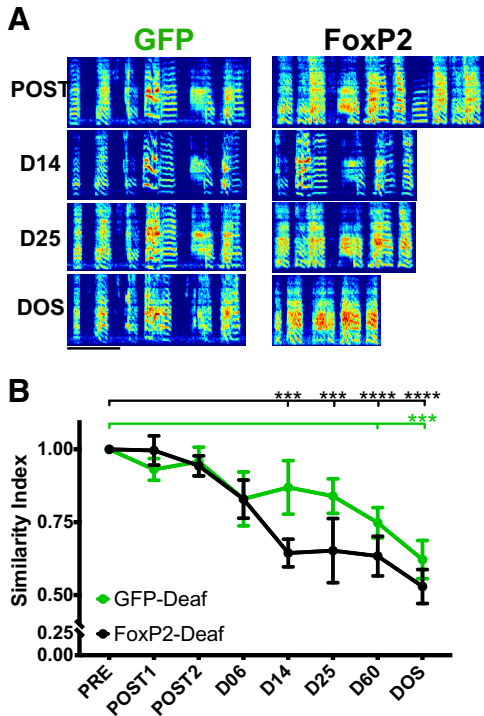 A
GFP FoxP2
POST
D14
D25
DOS
B
*** *** **** ****
***
Similarity Index
1.00
0.75
0.50
0.25
0.00
GFP-Deaf
FoxP2-Deaf
PRE POST1 POST2 D06 D14 D25 D60 DOS